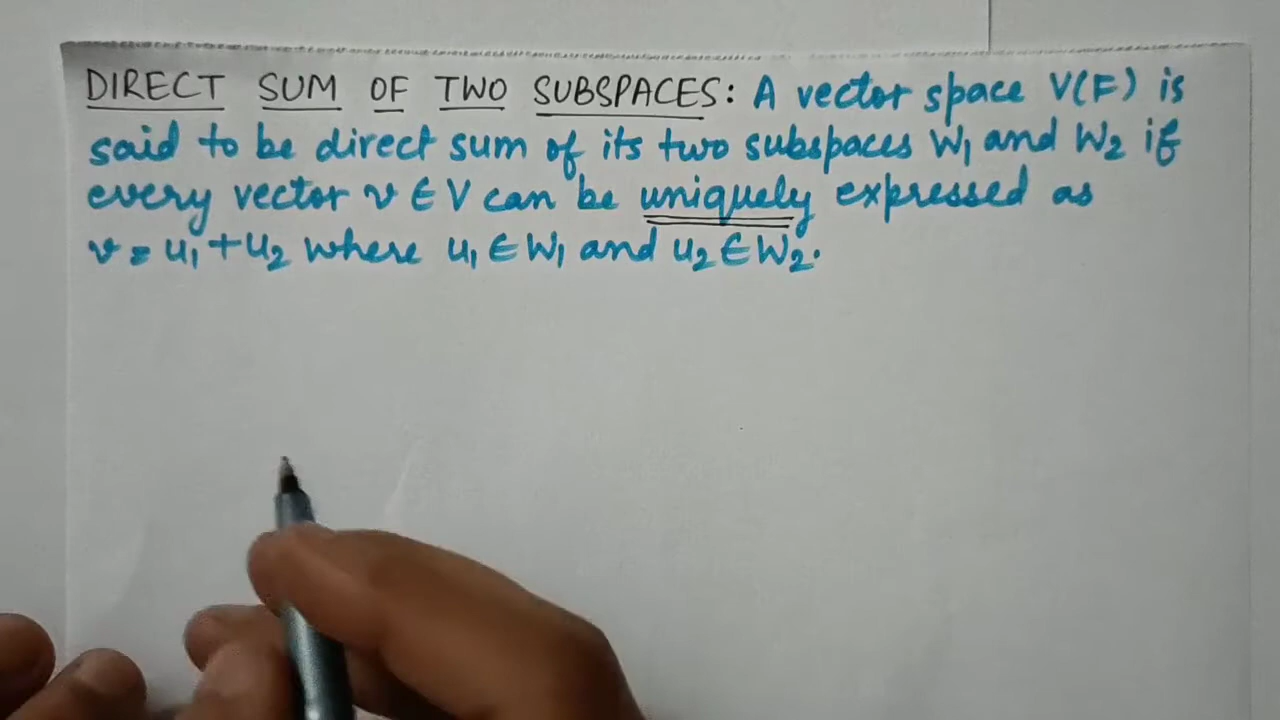 DIRECT SUM OF TWO SUBSPACES: A vector space V(F) is
said to be direct sum of its two subspaces W₁ and W₂ if
every vector v ∈ V can be uniquely expressed as
v = u₁ + u₂ where u₁ ∈ W₁ and u₂ ∈ W₂.